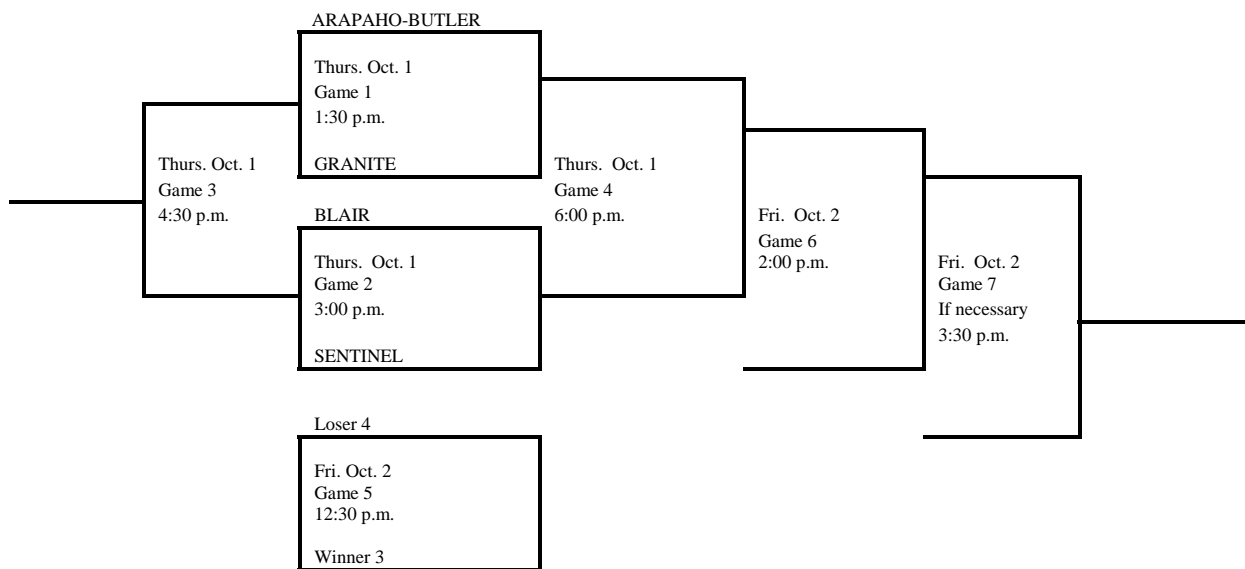 ARAPAHO-BUTLER
Thurs. Oct. 1
Game 1
1:30 p.m.
GRANITE
Thurs. Oct. 1
Game 3
4:30 p.m.
BLAIR
Thurs. Oct. 1
Game 2
3:00 p.m.
SENTINEL
Thurs. Oct. 1
Game 4
6:00 p.m.
Fri. Oct. 2
Game 6
2:00 p.m.
Fri. Oct. 2
Game 7
If necessary
3:30 p.m.
Loser 4
Fri. Oct. 2
Game 5
12:30 p.m.
Winner 3